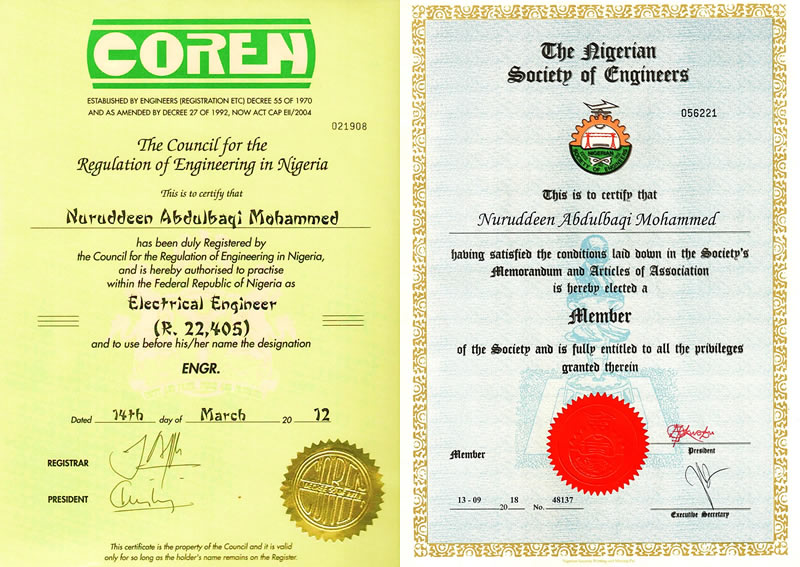 COREN
ESTABLISHED BY ENGINEERS (REGISTRATION ETC) DECREE 55 OF 1970
AND AS AMENDED BY DECREE 27 OF 1992, NOW ACT CAP EII/2004
021908
The Council for the
Regulation of Engineering in Nigeria
This is to certify that
Nuruddeen Abdulbaqi Mohammed
has been duly Registered by
the Council for the Regulation of Engineering in Nigeria,
and is hereby authorised to practise
within the Federal Republic of Nigeria as
Electrical Engineer
(R. 22,405)
and to use before his/her name the designation
ENGR.
Dated 14th day of March 20 12
REGISTRAR
PRESIDENT
COREN
This certificate is the property of the Council and it is valid
only for so long as the holder's name remains on the Register.
The Nigerian
Society of Engineers
056221
NIGERIAN
SOCIETY OF ENGINEERS
This is to certify that
Nuruddeen Abdulbaqi Mohammed
having satisfied the conditions laid down in the Society's
Memorandum and Articles of Association
is hereby elected a
Member
of the Society and is fully entitled to all the privileges
granted therein
Member
President
13-09 20 18 No. 48137
Executive Secretary